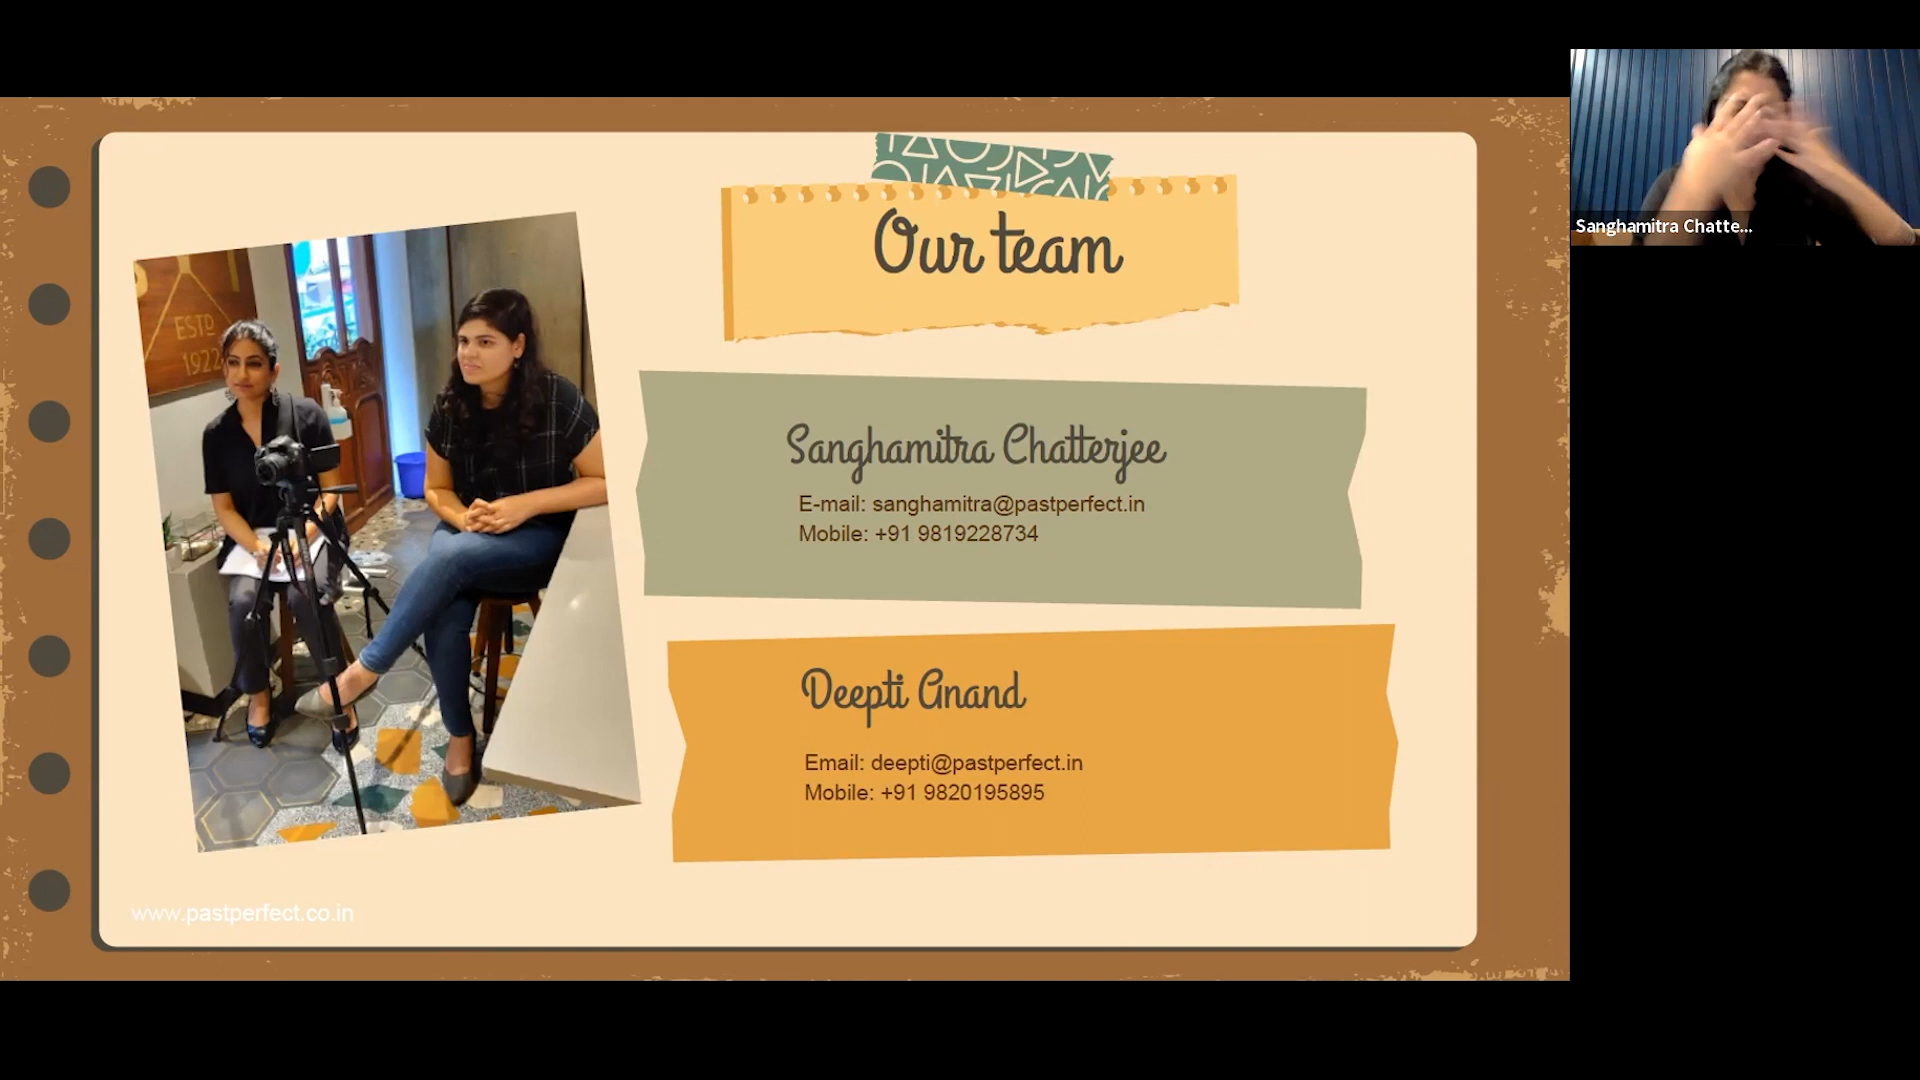 Our team
ESTD
1922
Sanghamitra Chatterjee
E-mail: sanghamitra@pastperfect.in
Mobile: +91 9819228734
Deepti Anand
Email: deepti@pastperfect.in
Mobile: +91 9820195895
www.pastperfect.co.in
Sanghamitra Chatte...